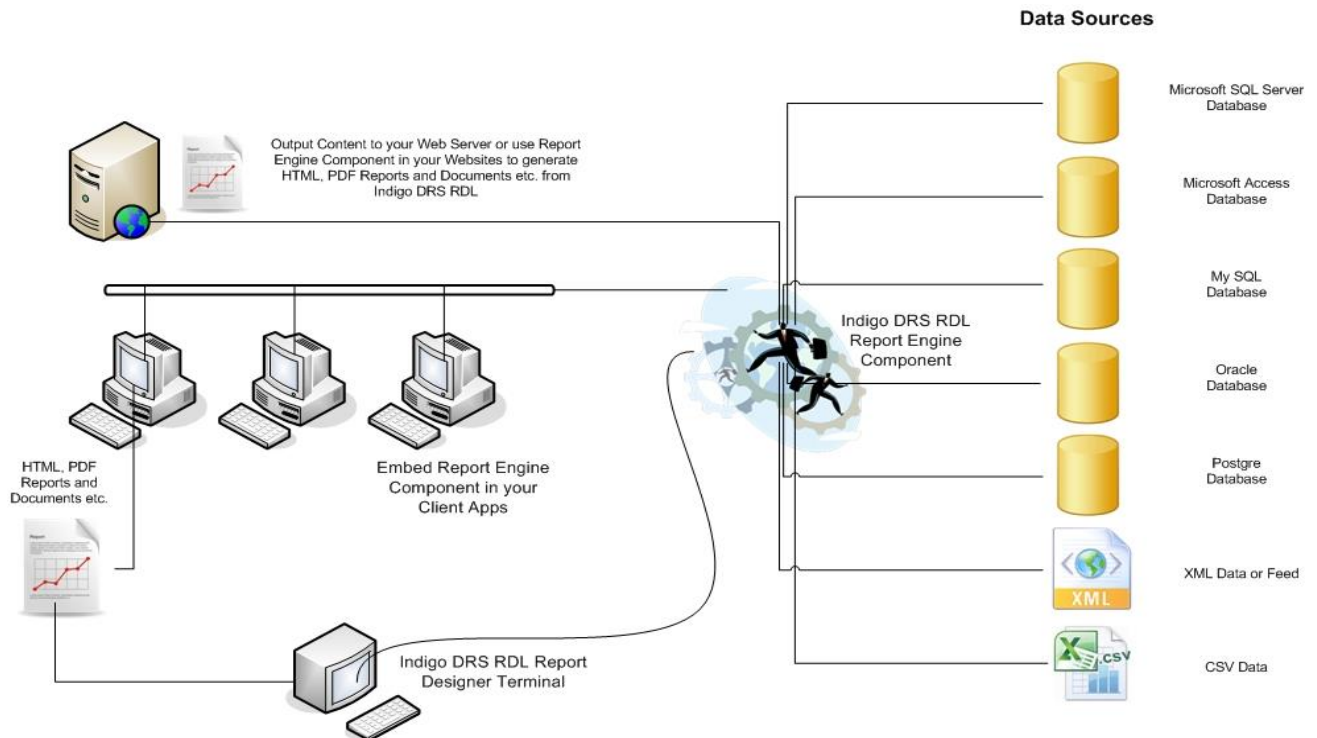 Data Sources
Microsoft SQL Server
Database
Output Content to your Web Server or use Report
Engine Component in your Websites to generate
HTML, PDF Reports and Documents etc. from
Indigo DRS RDL
Report
Microsoft Access
Database
My SQL
Database
Indigo DRS RDL
Report Engine
Component
Oracle
Database
HTML, PDF
Reports and
Documents etc.
Embed Report Engine
Component in your
Client Apps
Postgre
Database
Report
XML
XML Data or Feed
Indigo DRS RDL Report
Designer Terminal
X
.csv
CSV Data